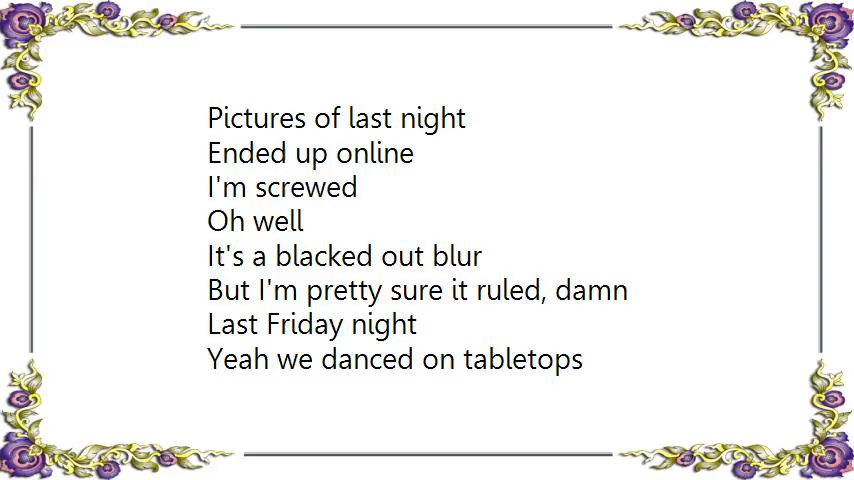 Pictures of last night
Ended up online
I'm screwed
Oh well
It's a blacked out blur
But I'm pretty sure it ruled, damn
Last Friday night
Yeah we danced on tabletops